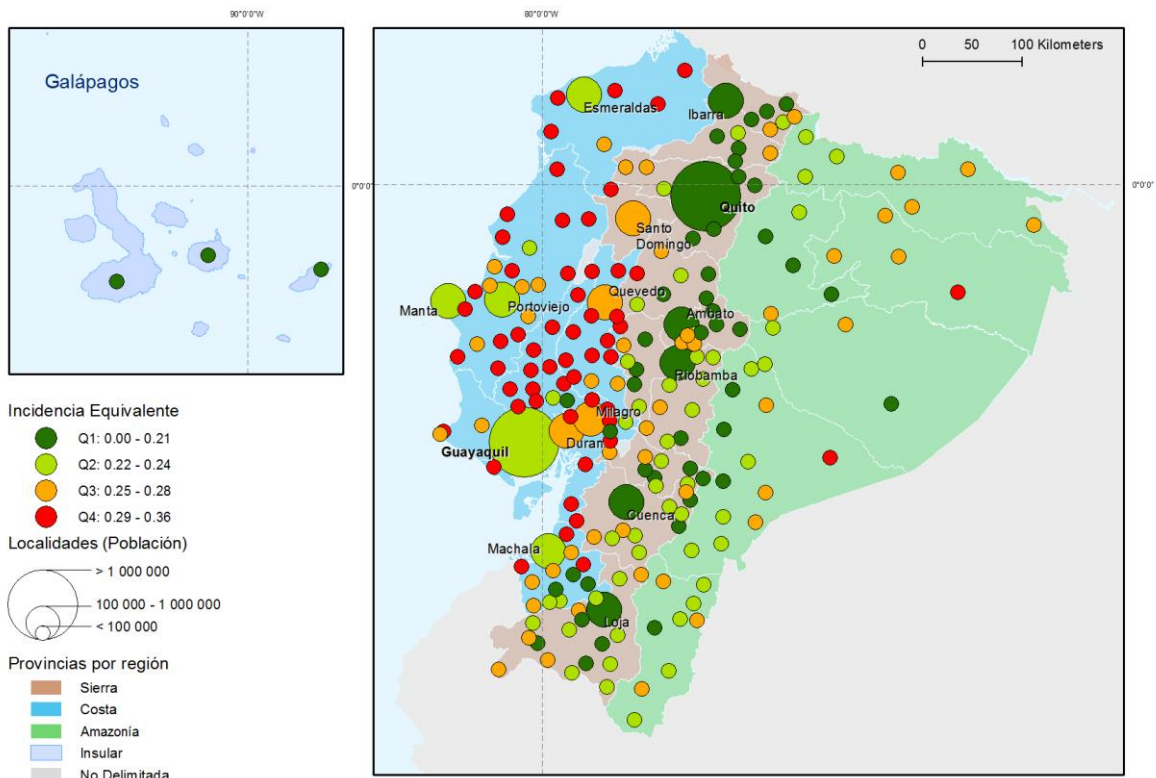 90°0'0"W
80°0'0"W
Galápagos
0 50 100 Kilometers
Esmeraldas
Ibarra
0°0'0"
0°0'0"
Quito
Santo
Domingo
Manta
Portoviejo
Quevedo
Ambato
Riobamba
Incidencia Equivalente
Q1: 0.00 - 0.21
Q2: 0.22 - 0.24
Q3: 0.25 - 0.28
Q4: 0.29 - 0.36
Milagro
Duran
Guayaquil
Cuenca
Machala
Loja
Localidades (Población)
> 1 000 000
100 000 - 1 000 000
< 100 000
Provincias por región
Sierra
Costa
Amazonía
Insular
No Delimitada